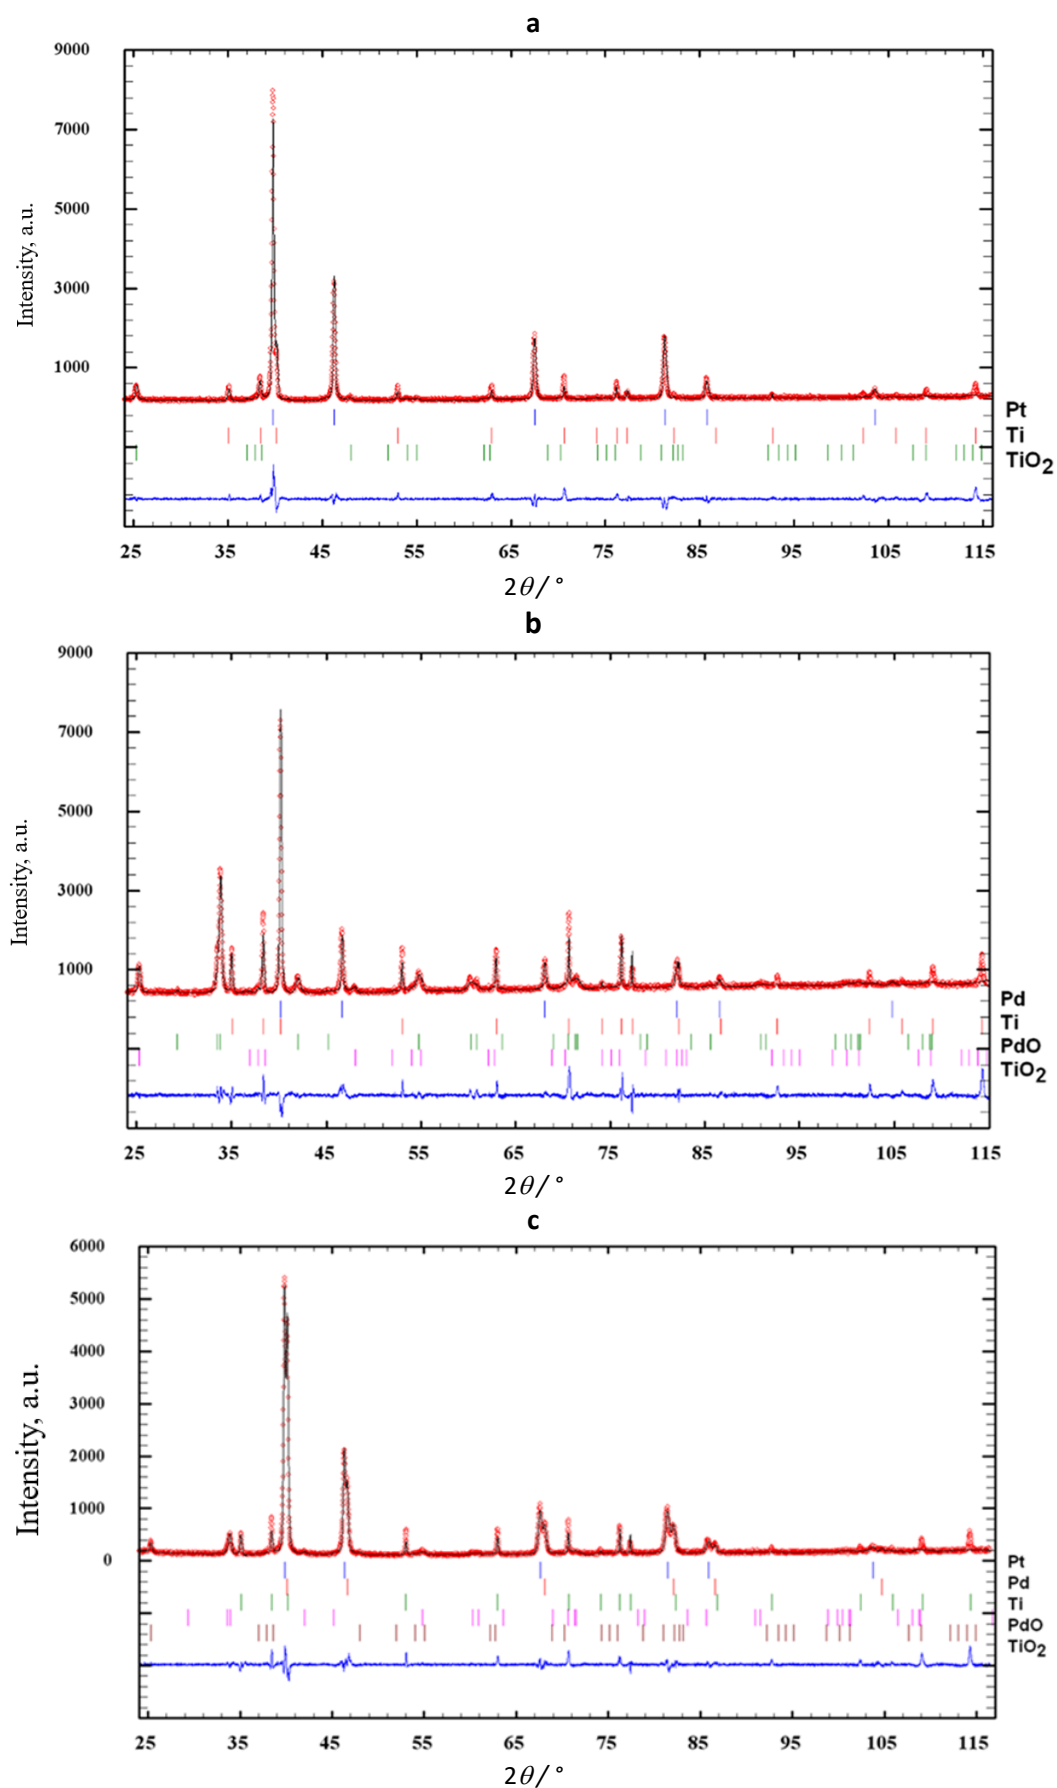 a
9000
7000
5000
3000
1000
Intensity, a.u.
Pt
Ti
TiO2
25 35 45 55 65 75 85 95 105 115
2θ/ °
b
9000
7000
5000
3000
1000
Intensity, a.u.
Pd
Ti
PdO
TiO2
25 35 45 55 65 75 85 95 105 115
2θ/ °
c
6000
5000
4000
3000
2000
1000
0
Intensity, a.u.
Pt
Pd
Ti
PdO
TiO2
25 35 45 55 65 75 85 95 105 115
2θ/ °